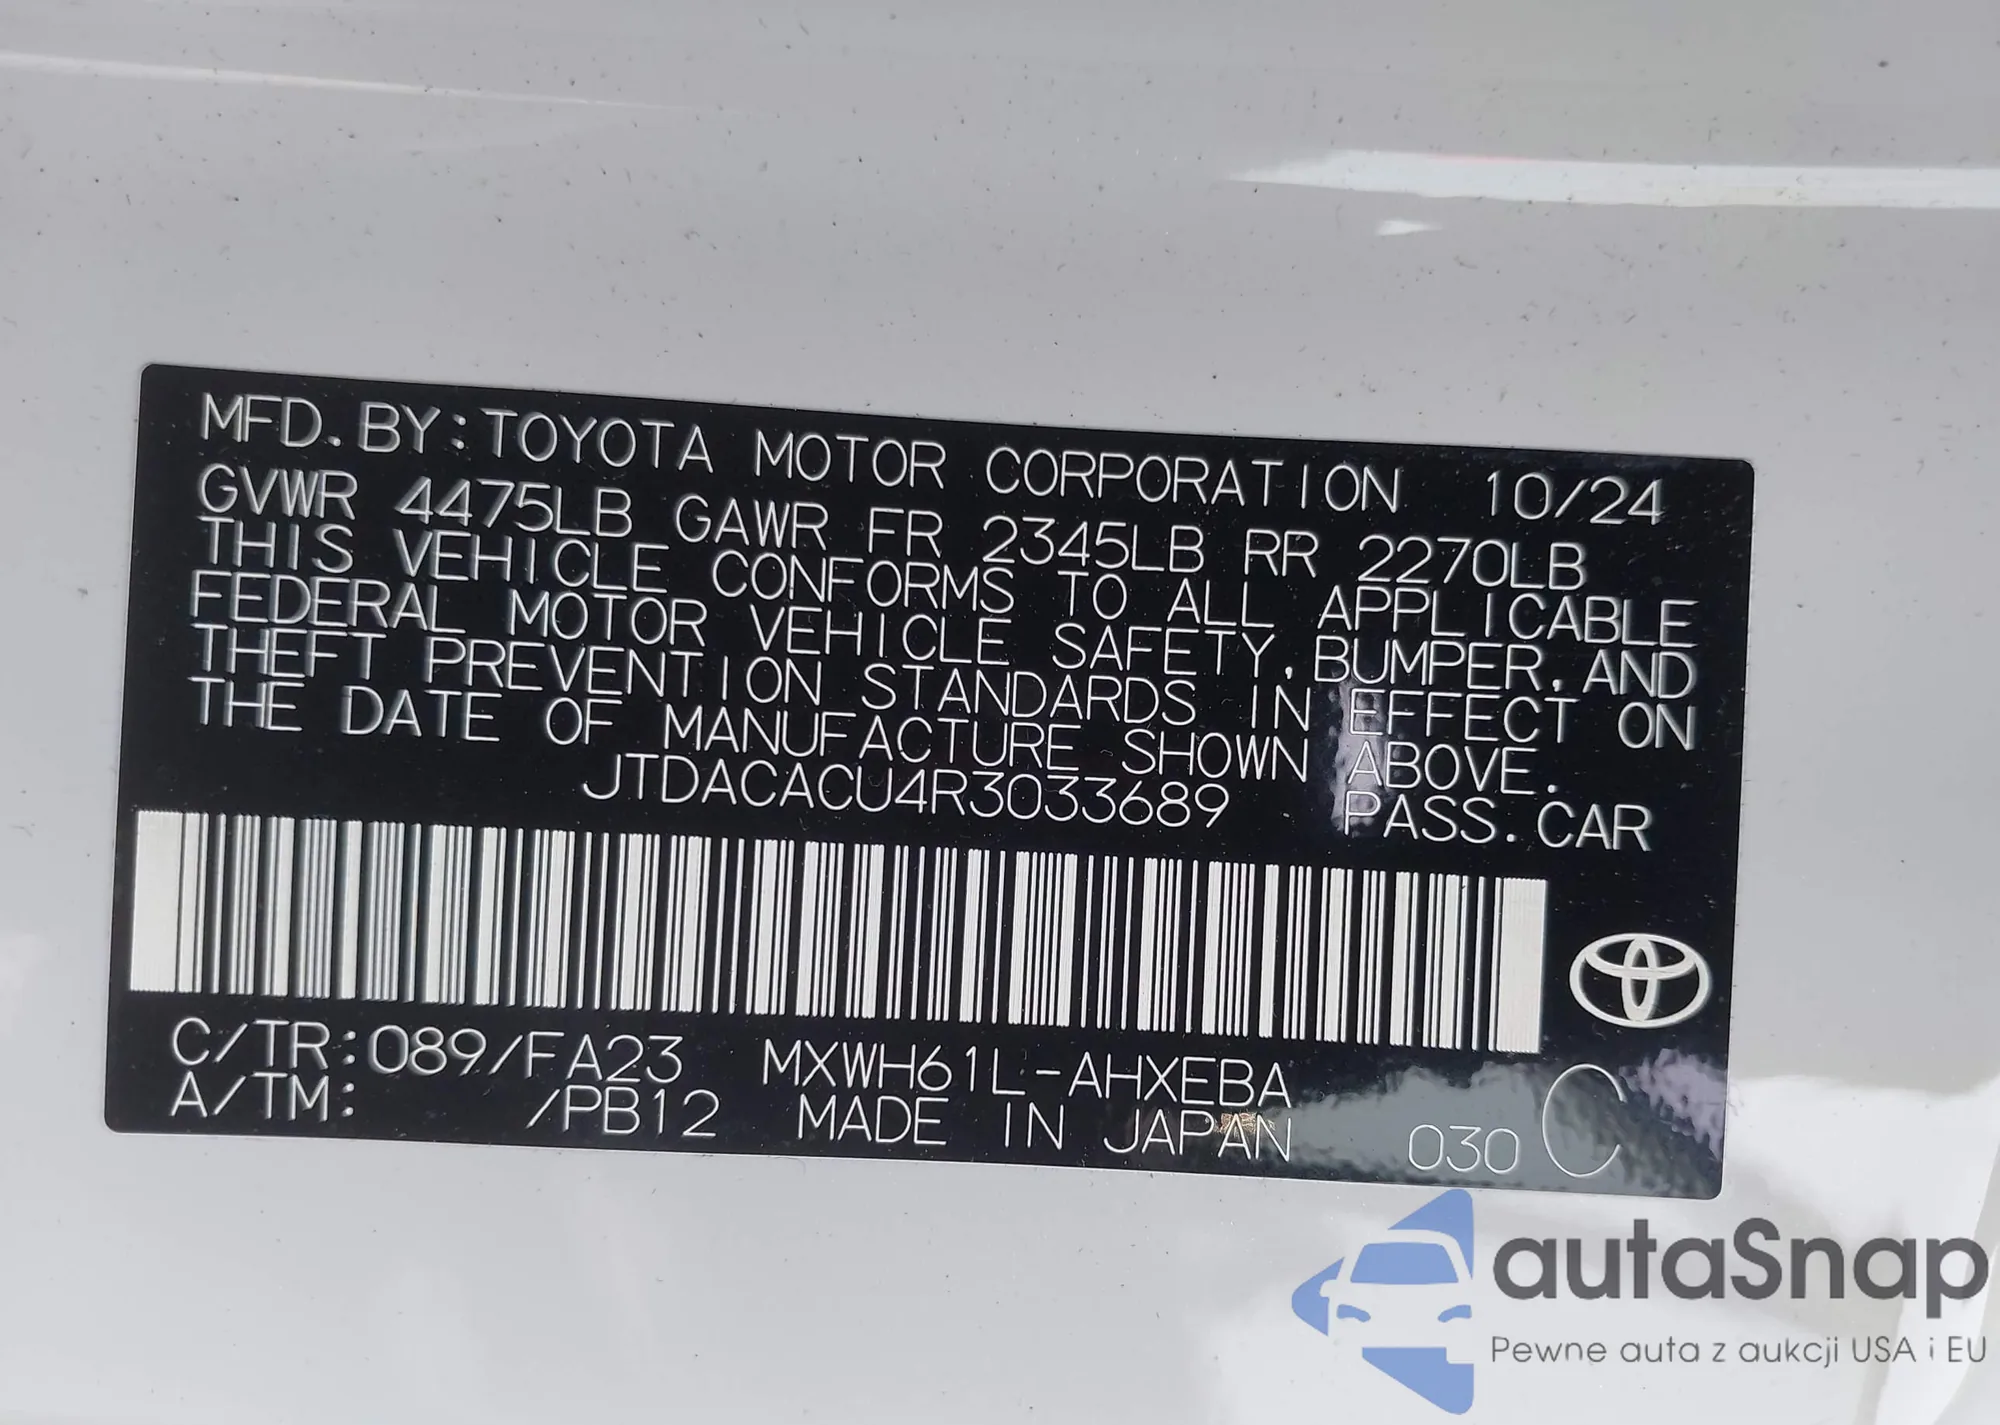 MFD.BY:TOYOTA MOTOR CORPORATION 10/24
GVWR 4475LB GAWR FR 2345LB RR 2270LB
THIS VEHICLE CONFORMS TO ALL APPLICABLE
FEDERAL MOTOR VEHICLE SAFETY,BUMPER,AND
THEFT PREVENTION STANDARDS IN EFFECT ON
THE DATE OF MANUFACTURE SHOWN ABOVE.
JTDACACU4R3033689 PASS.CAR
C/TR:089/FA23 MXWH61L-AHXEBA
A/TM: /PB12 MADE IN JAPAN 030 C
autaSnap
Pewne auta z aukcji USA i EU